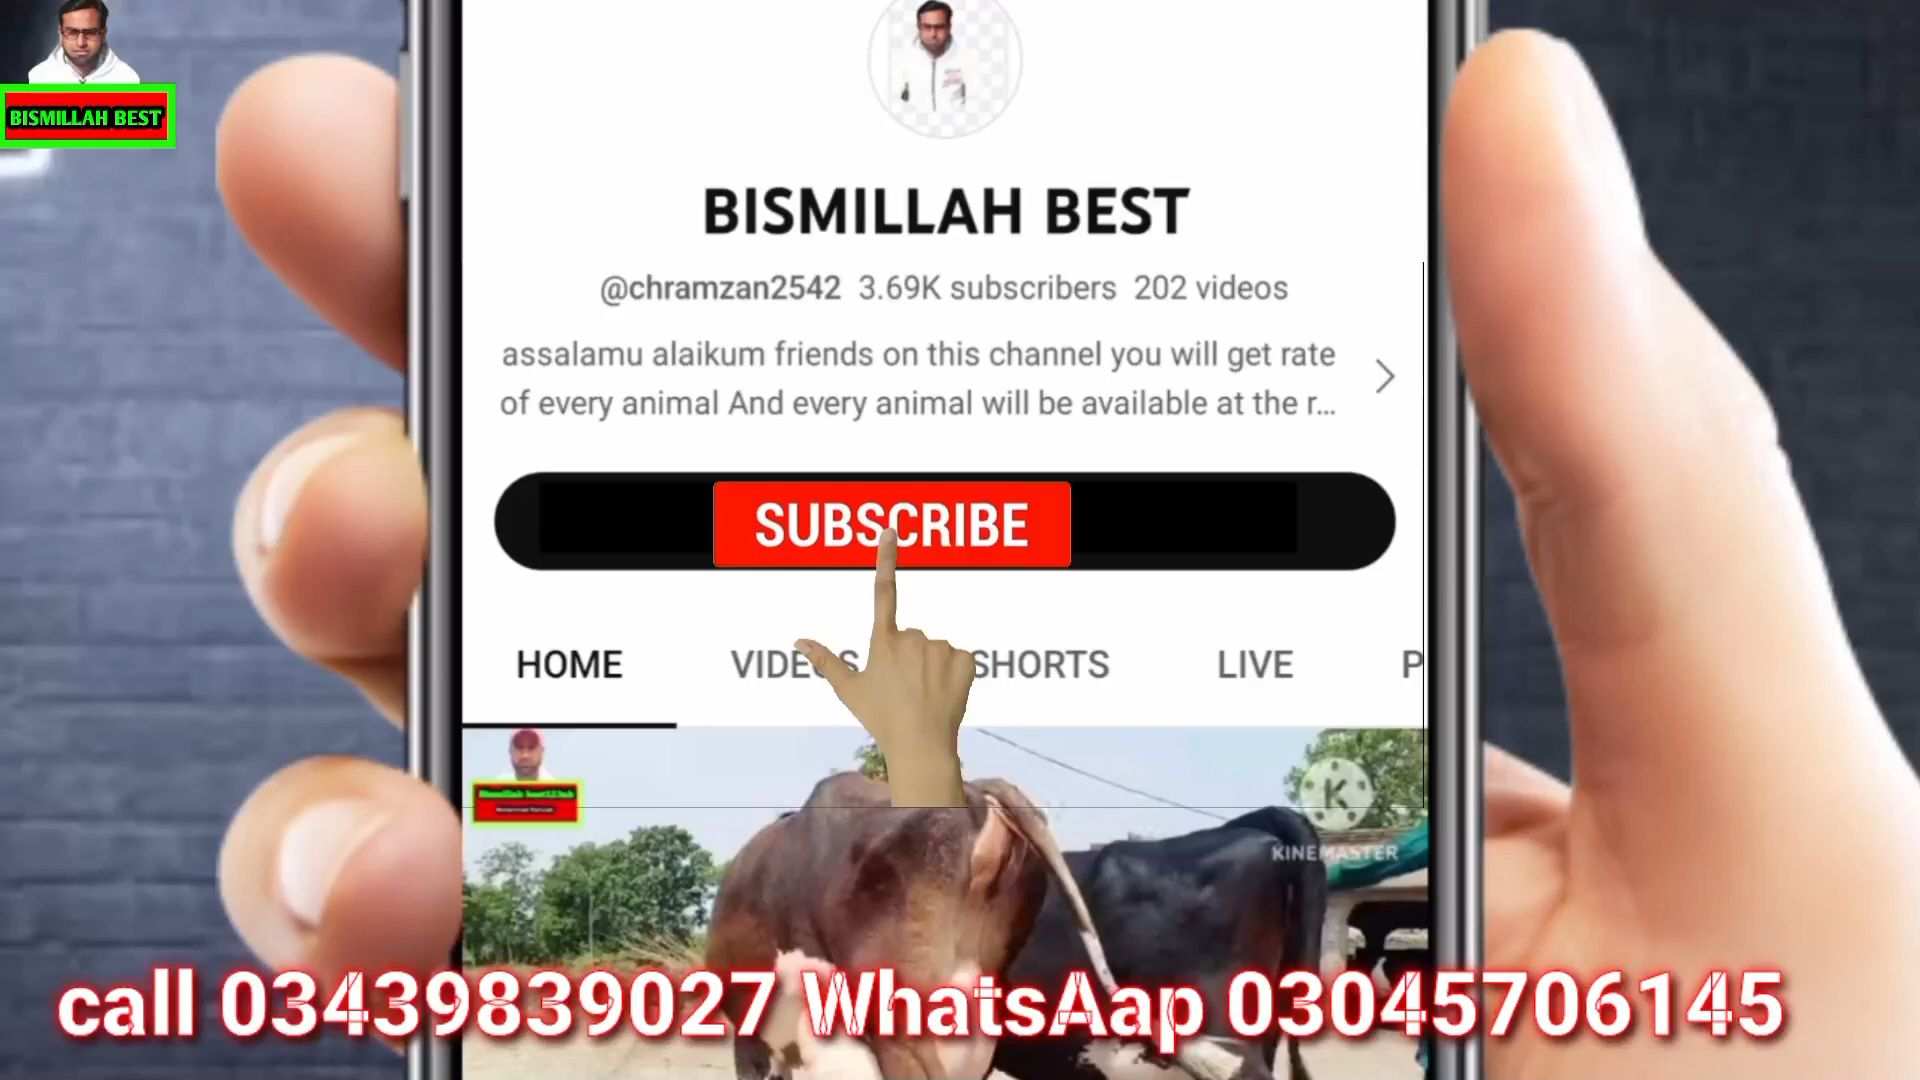 BISMILLAH BEST
BISMILLAH BEST
@chramzan2542 3.69K subscribers 202 videos
assalamu alaikum friends on this channel you will get rate
of every animal And every animal will be available at the r...
SUBSCRIBE
HOME VIDEOS SHORTS LIVE P
KINEMASTER
call 03439839027 WhatsAap 03045706145